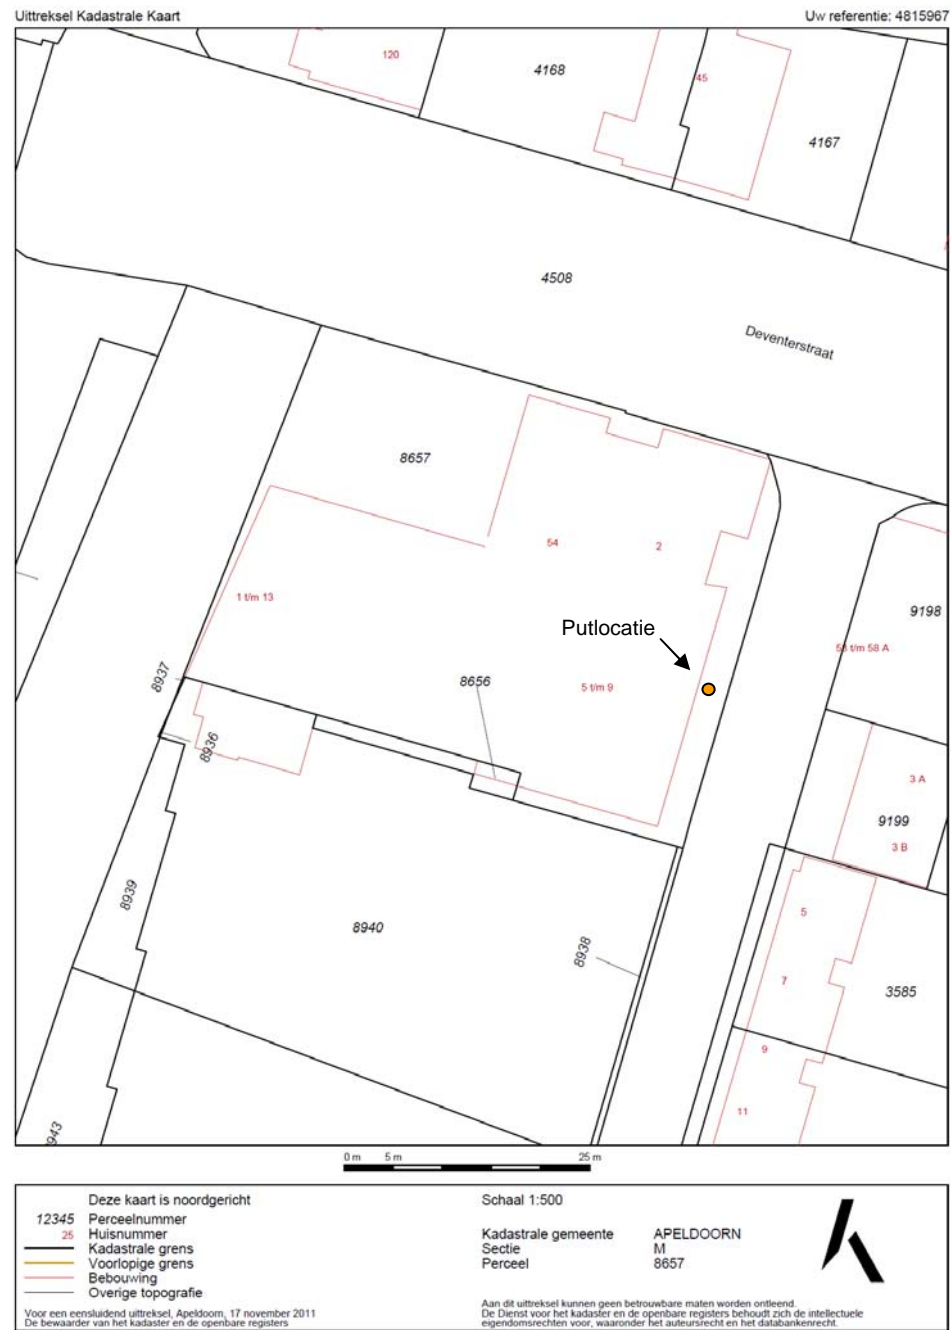 Uittreksel Kadastrale Kaart
Uw referentie: 4815967
120
4168
45
4167
4508
Deventerstraat
8657
54
2
1 t/m 13
9198
Putlocatie
t/m 58 A
8937
8656
5 t/m 9
8936
3 A
9199
3 B
8939
5
8940
8938
7
3585
9
11
943
0 m 5 m 25 m
Deze kaart is noordgericht
12345 Perceelnummer
25 Huisnummer
Kadastrale grens
Voorlopige grens
Bebouwing
Overige topografie
Voor een eensluidend uittreksel, Apeldoorn, 17 november 2011
De bewaarder van het kadaster en de openbare registers
Schaal 1:500
Kadastrale gemeente APELDOORN
Sectie M
Perceel 8657
Aan dit uittreksel kunnen geen betrouwbare maten worden ontleend.
De Dienst voor het kadaster en de openbare registers behoudt zich de intellectuele
eigendomsrechten voor, waaronder het auteursrecht en het databankenrecht.